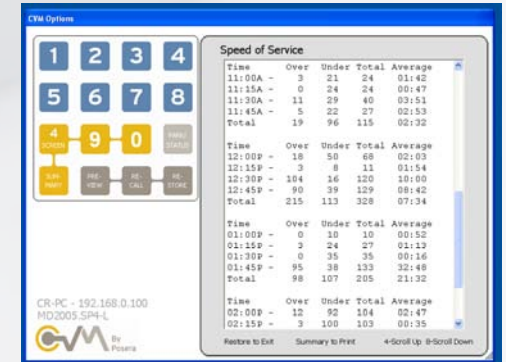 CVM Options
1 2 3 4
5 6 7 8
4 SCREEN 9 0 MENU STATUS
SUM-MARY PRE-VIEW RE-CALL RE-STORE
CR-PC - 192.168.0.100
MD2005.SP4-L
CVM By Posera
Speed of Service
Time Over Under Total Average
11:00A - 3 21 24 01:42
11:15A - 0 24 24 00:47
11:30A - 11 29 40 03:51
11:45A - 5 22 27 02:53
Total 19 96 115 02:32
Time Over Under Total Average
12:00P - 18 50 68 02:03
12:15P - 3 8 11 01:54
12:30P - 104 16 120 10:00
12:45P - 90 39 129 08:42
Total 215 113 328 07:34
Time Over Under Total Average
01:00P - 0 10 10 00:52
01:15P - 3 24 27 01:13
01:30P - 0 35 35 00:16
01:45P - 95 38 133 32:48
Total 98 107 205 21:32
Time Over Under Total Average
02:00P - 12 92 104 02:47
02:15P - 3 100 103 00:35
Restore to Exit Summary to Print 4-Scroll Up 8-Scroll Down